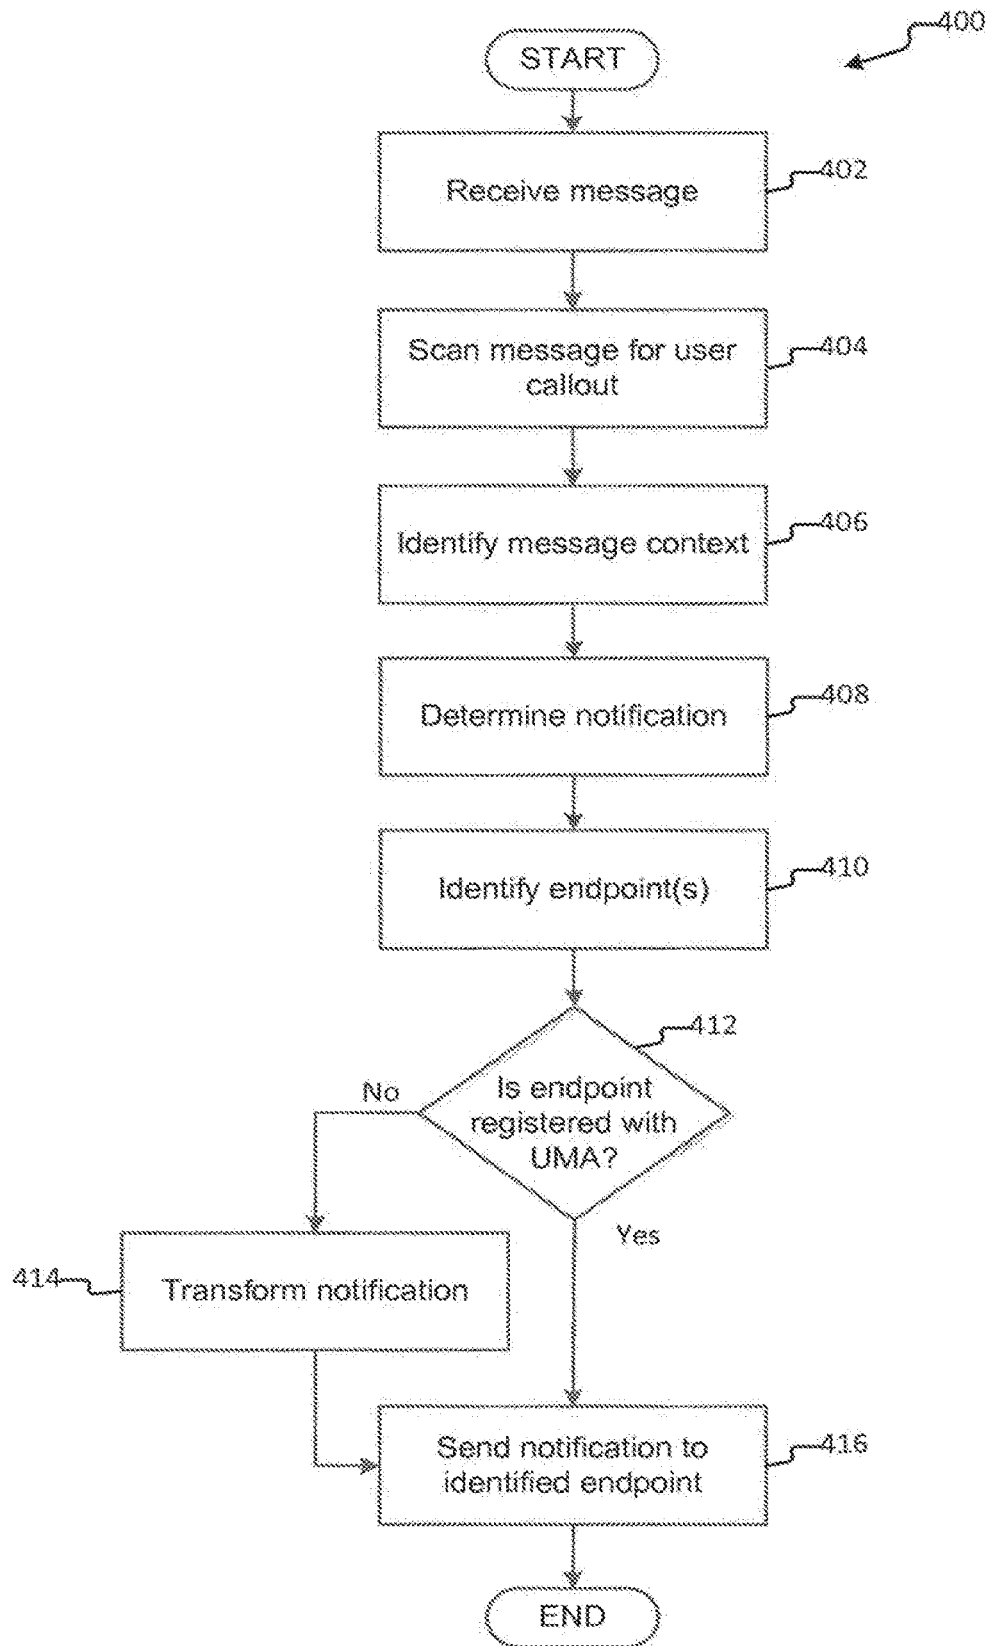 400
START
Receive message
402
Scan message for user
callout
404
Identify message context
406
Determine notification
408
Identify endpoint(s)
410
412
No
Is endpoint
registered with
UMA?
Yes
414
Transform notification
Send notification to
identified endpoint
416
END